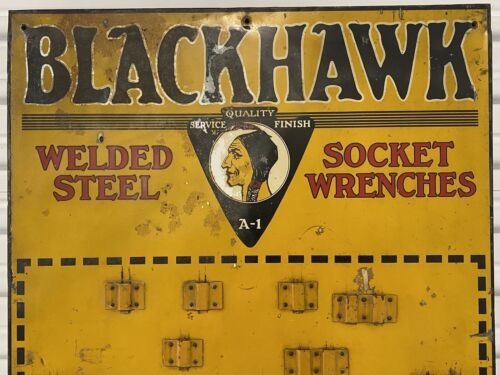 BLACKHAWK
QUALITY
SERVICE FINISH
WELDED
STEEL
SOCKET
WRENCHES
A-1